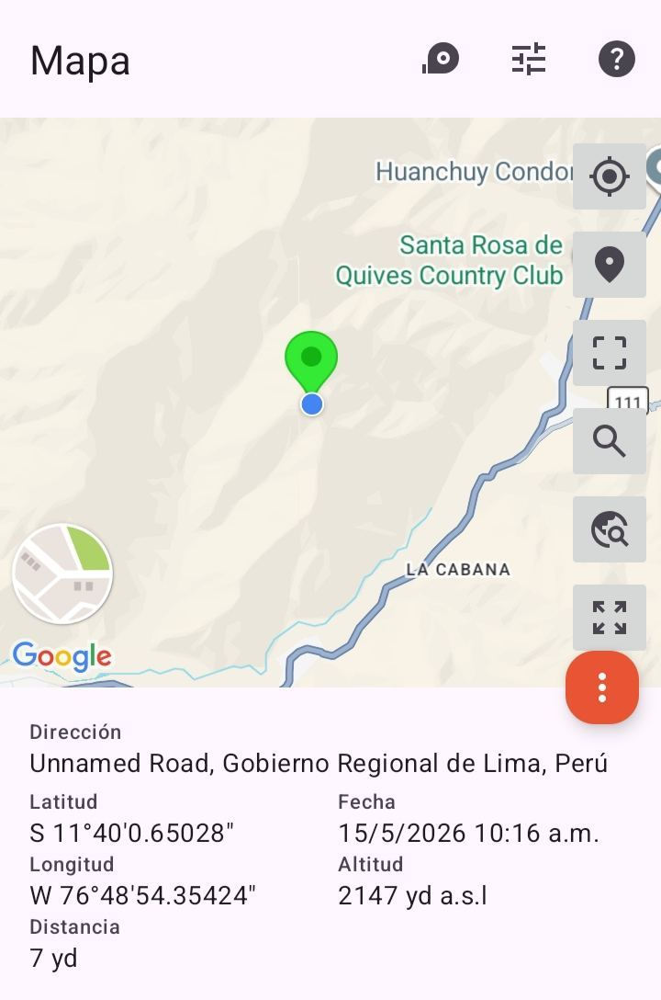 Mapa
Huanchuy Condor
Santa Rosa de
Quives Country Club
111
LA CABANA
Google
Dirección
Unnamed Road, Gobierno Regional de Lima, Perú
Latitud
S 11°40'0.65028"
Fecha
15/5/2026 10:16 a.m.
Longitud
W 76°48'54.35424"
Altitud
2147 yd a.s.l
Distancia
7 yd